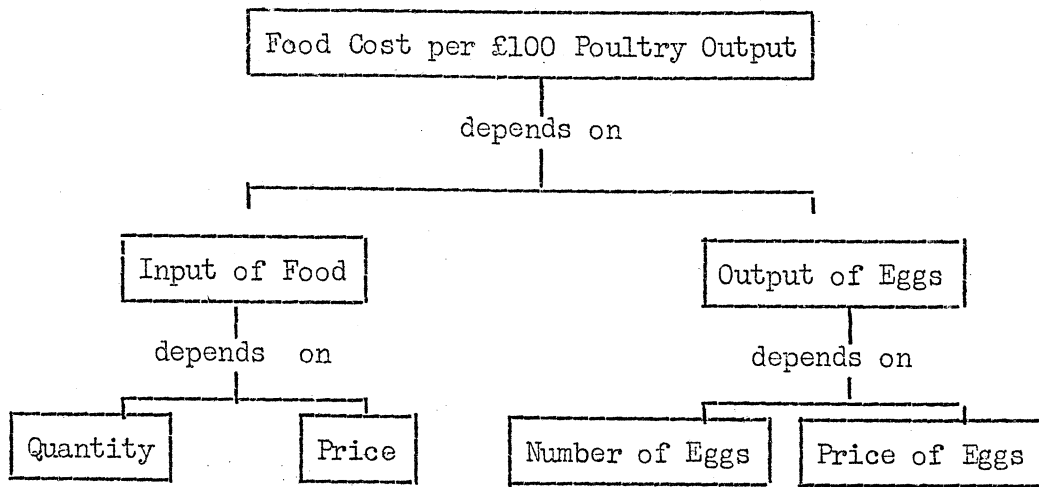 Food Cost per £100 Poultry Output
depends on
Input of Food
Output of Eggs
depends on
depends on
Quantity
Price
Number of Eggs
Price of Eggs